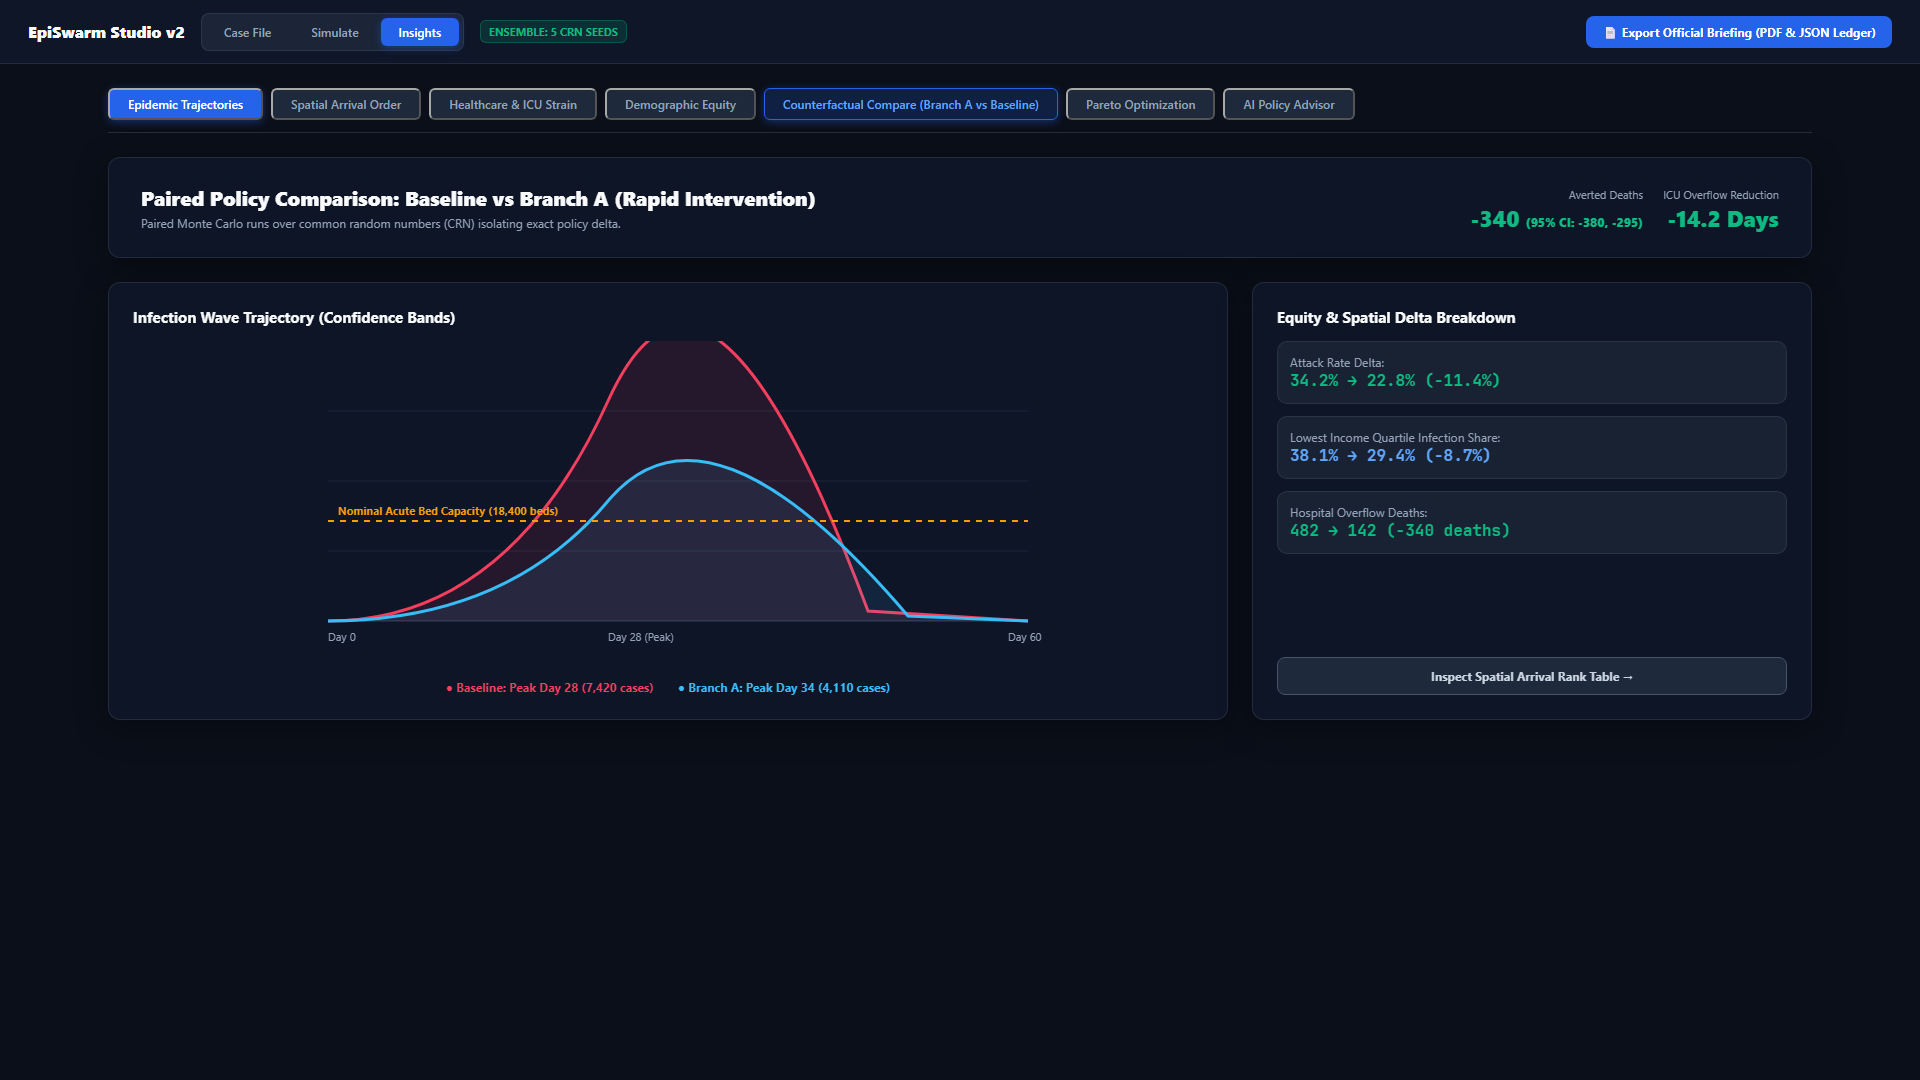 EpiSwarm Studio v2
Case File
Simulate
Insights
ENSEMBLE: 5 CRN SEEDS
Export Official Briefing (PDF & JSON Ledger)
Epidemic Trajectories
Spatial Arrival Order
Healthcare & ICU Strain
Demographic Equity
Counterfactual Compare (Branch A vs Baseline)
Pareto Optimization
AI Policy Advisor
Paired Policy Comparison: Baseline vs Branch A (Rapid Intervention)
Paired Monte Carlo runs over common random numbers (CRN) isolating exact policy delta.
Averted Deaths
-340 (95% CI: -380, -295)
ICU Overflow Reduction
-14.2 Days
Infection Wave Trajectory (Confidence Bands)
Nominal Acute Bed Capacity (18,400 beds)
Day 0
Day 28 (Peak)
Day 60
● Baseline: Peak Day 28 (7,420 cases)
● Branch A: Peak Day 34 (4,110 cases)
Equity & Spatial Delta Breakdown
Attack Rate Delta:
34.2% → 22.8% (-11.4%)
Lowest Income Quartile Infection Share:
38.1% → 29.4% (-8.7%)
Hospital Overflow Deaths:
482 → 142 (-340 deaths)
Inspect Spatial Arrival Rank Table →